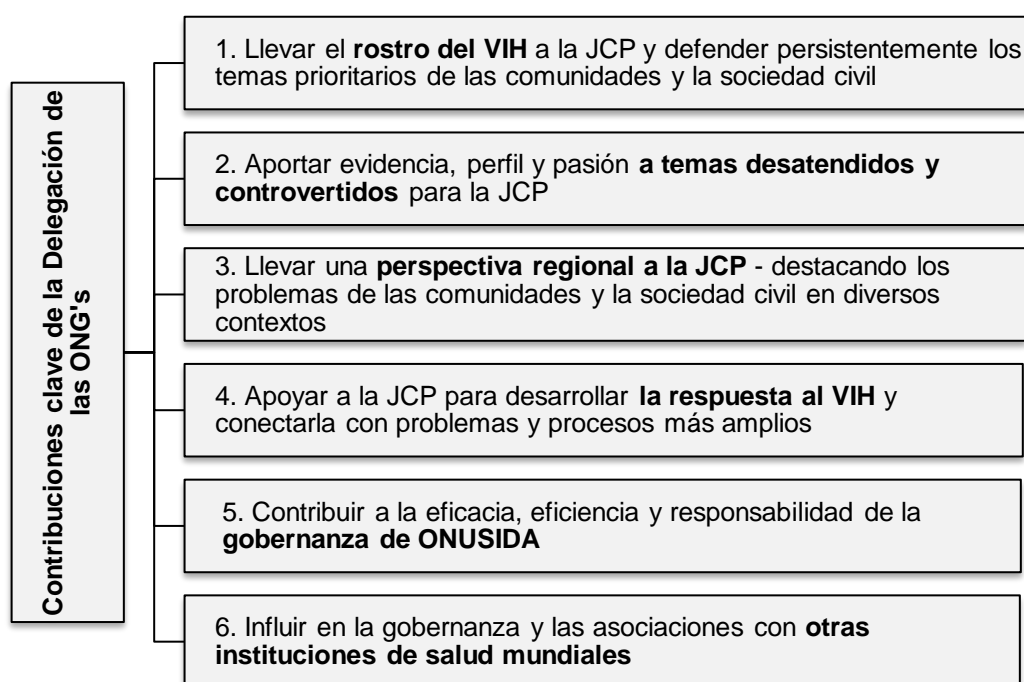 Contribuciones clave de la Delegación de
las ONG's
1. Llevar el rostro del VIH a la JCP y defender persistentemente los
temas prioritarios de las comunidades y la sociedad civil
2. Aportar evidencia, perfil y pasión a temas desatendidos y
controvertidos para la JCP
3. Llevar una perspectiva regional a la JCP - destacando los
problemas de las comunidades y la sociedad civil en diversos
contextos
4. Apoyar a la JCP para desarrollar la respuesta al VIH y
conectarla con problemas y procesos más amplios
5. Contribuir a la eficacia, eficiencia y responsabilidad de la
gobernanza de ONUSIDA
6. Influir en la gobernanza y las asociaciones con otras
instituciones de salud mundiales